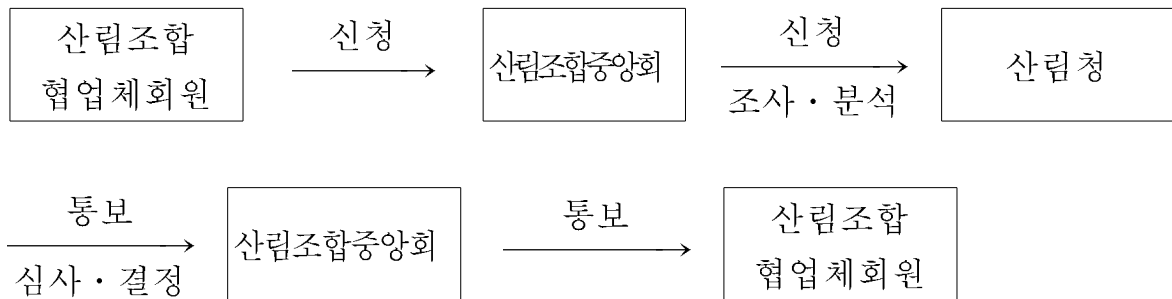 산림조합
협업체회원
신청
산림조합중앙회
신청
조사·분석
산림청
통보
심사·결정
산림조합중앙회
통보
산림조합
협업체회원